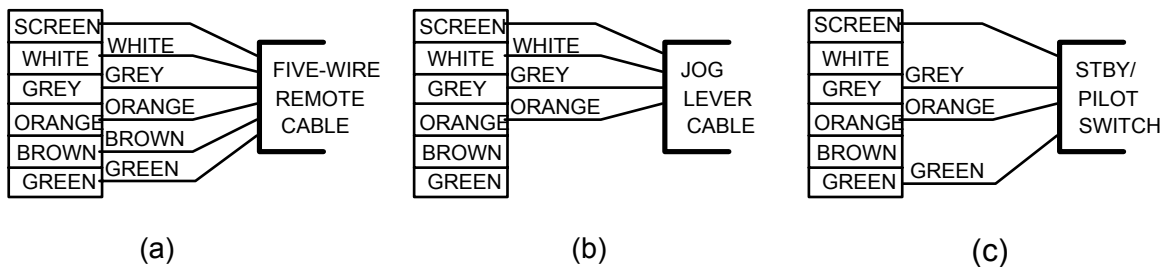 SCREEN
WHITE
GREY
ORANGE
BROWN
GREEN
WHITE
GREY
ORANGE
BROWN
GREEN
FIVE-WIRE
REMOTE
CABLE
(a)
SCREEN
WHITE
GREY
ORANGE
BROWN
GREEN
WHITE
GREY
ORANGE
JOG
LEVER
CABLE
(b)
SCREEN
WHITE
GREY
ORANGE
BROWN
GREEN
GREY
ORANGE
GREEN
STBY/
PILOT
SWITCH
(c)